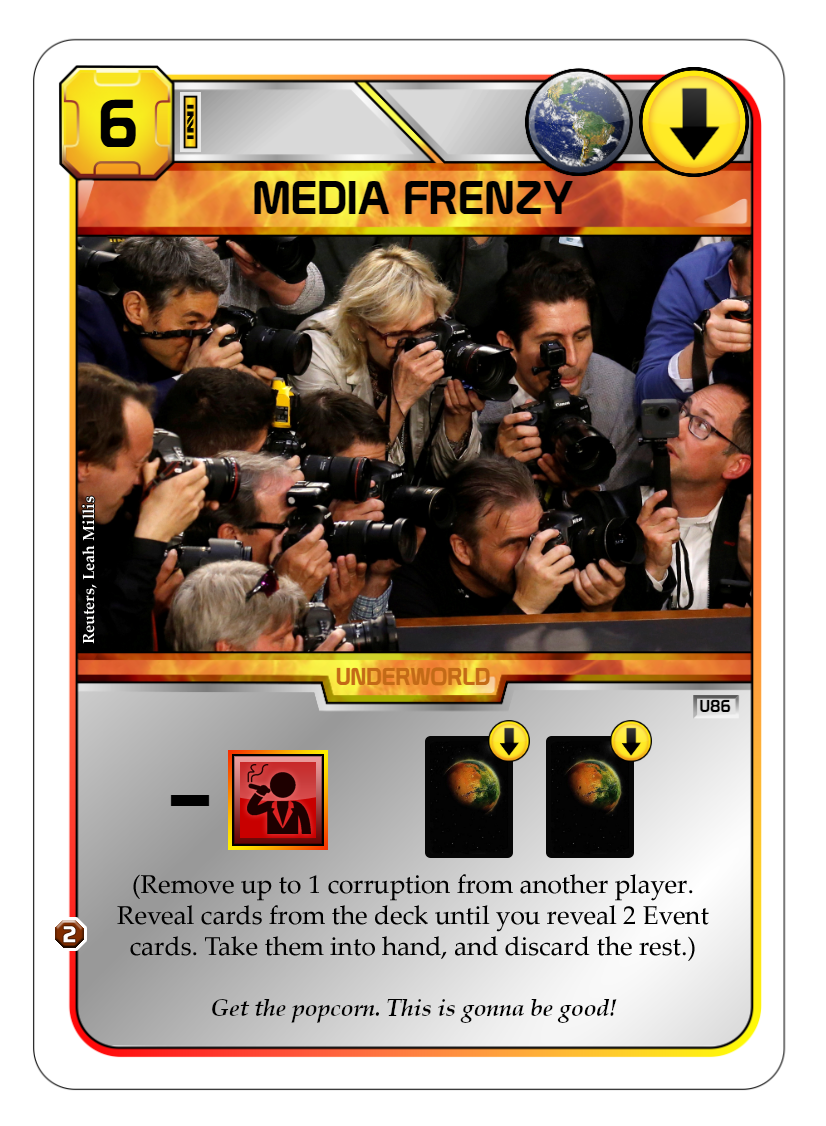 6
MEDIA FRENZY
Reuters, Leah Millis
UNDERWORLD
U86
(Remove up to 1 corruption from another player.
Reveal cards from the deck until you reveal 2 Event
cards. Take them into hand, and discard the rest.)
2
Get the popcorn. This is gonna be good!